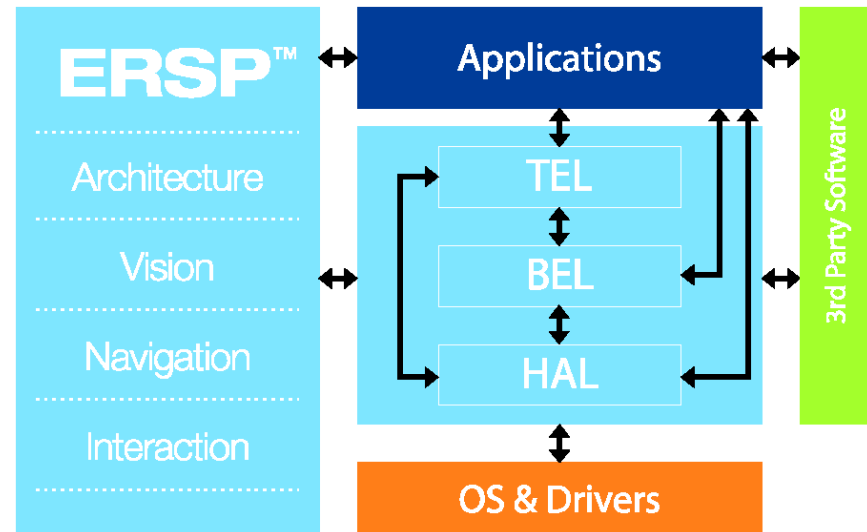 ERSP™
Architecture
Vision
Navigation
Interaction
Applications
TEL
BEL
HAL
OS & Drivers
3rd Party Software